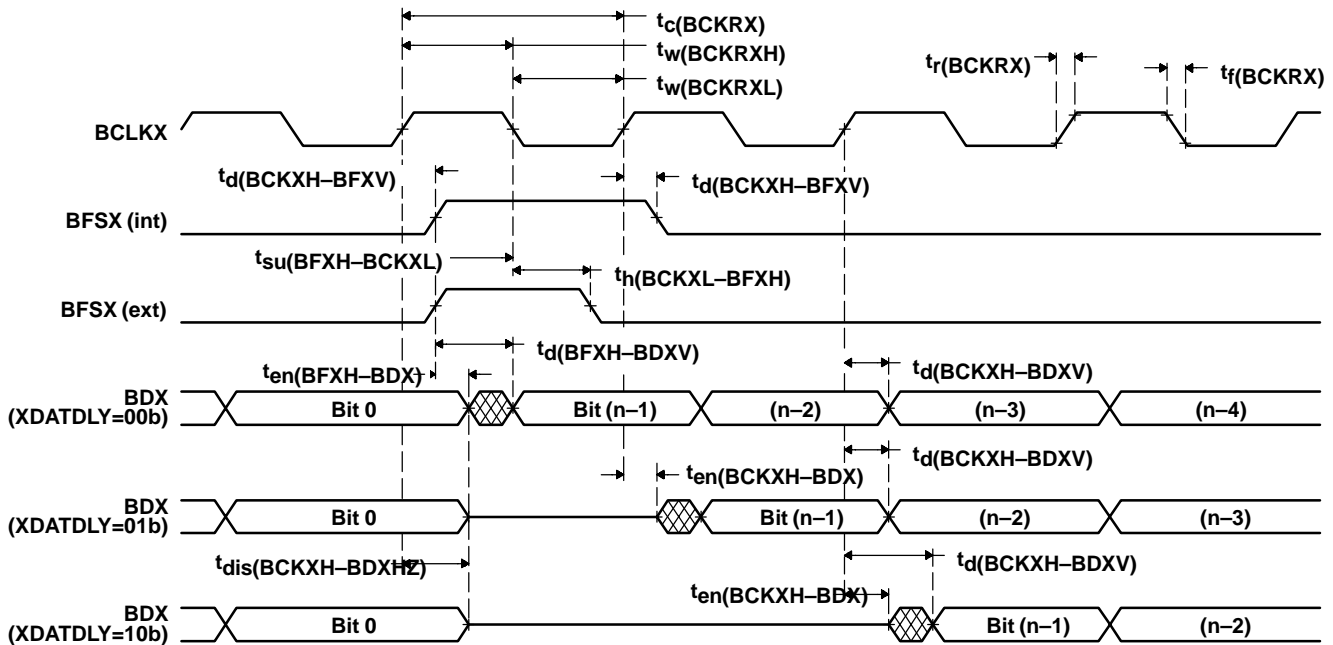 tc(BCKRX)
tw(BCKRXH)
tr(BCKRX)
tf(BCKRX)
tw(BCKRXL)
BCLKX
td(BCKXH–BFXV)
td(BCKXH–BFXV)
BFSX (int)
tsu(BFXH–BCKXL)
th(BCKXL–BFXH)
BFSX (ext)
td(BFXH–BDXV)
ten(BFXH–BDX)
td(BCKXH–BDXV)
BDX
(XDATDLY=00b)
Bit 0
Bit (n–1)
(n–2)
(n–3)
(n–4)
td(BCKXH–BDXV)
ten(BCKXH–BDX)
BDX
(XDATDLY=01b)
Bit 0
Bit (n–1)
(n–2)
(n–3)
tdis(BCKXH–BDXHZ)
td(BCKXH–BDXV)
ten(BCKXH–BDX)
BDX
(XDATDLY=10b)
Bit 0
Bit (n–1)
(n–2)